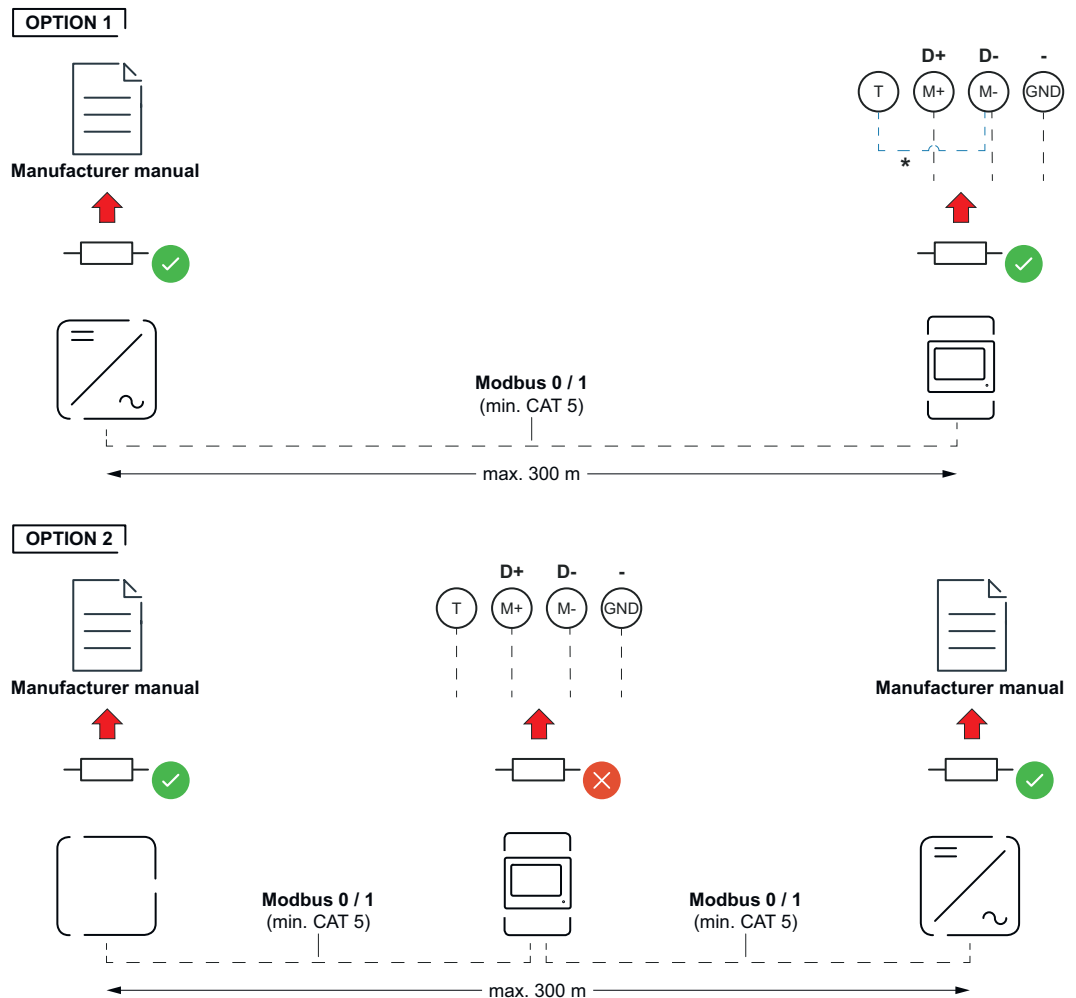 OPTION 1
D+ D- -
T M+ M- GND
*
Manufacturer manual
Modbus 0 / 1
(min. CAT 5)
max. 300 m
OPTION 2
D+ D- -
T M+ M- GND
Manufacturer manual
Manufacturer manual
Modbus 0 / 1
(min. CAT 5)
Modbus 0 / 1
(min. CAT 5)
max. 300 m